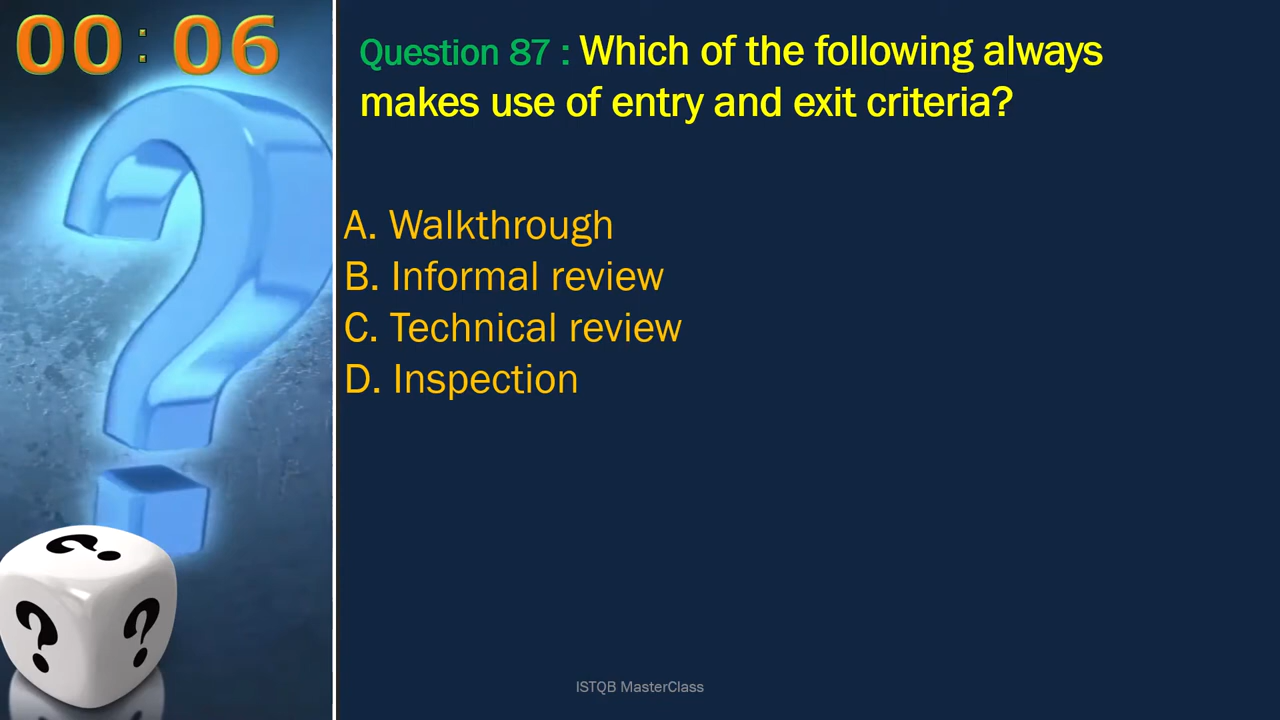 00:06
Question 87 : Which of the following always
makes use of entry and exit criteria?
A. Walkthrough
B. Informal review
C. Technical review
D. Inspection
ISTQB MasterClass